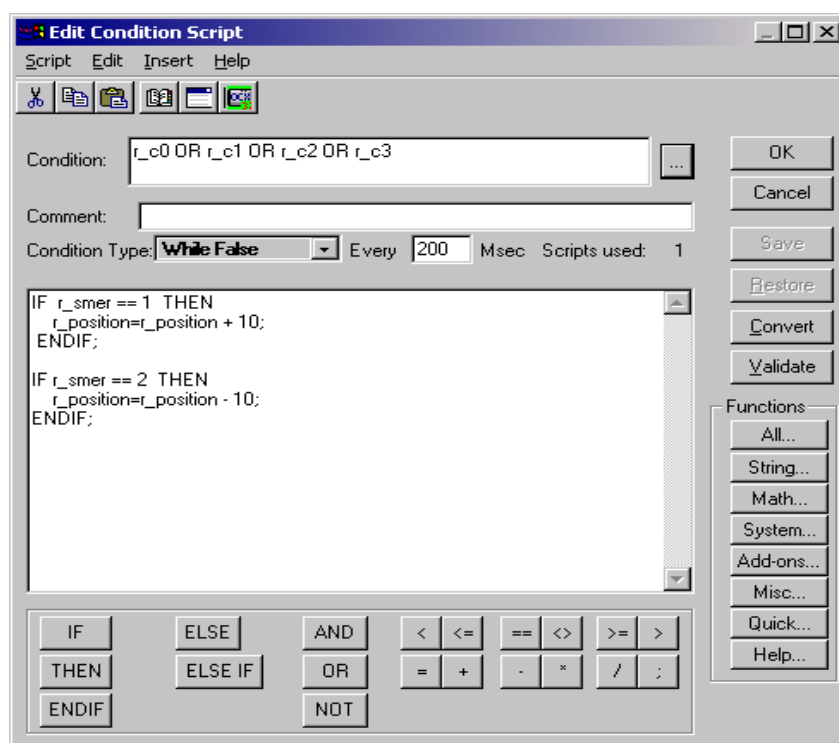 Edit Condition Script
Script Edit Insert Help
Condition: r_c0 OR r_c1 OR r_c2 OR r_c3 ...
OK
Cancel
Comment:
Condition Type: While False Every 200 Msec Scripts used: 1
Save
Restore
Convert
Validate
IF r_smer == 1 THEN
r_position=r_position + 10;
ENDIF;
IF r_smer == 2 THEN
r_position=r_position - 10;
ENDIF;
Functions
All...
String...
Math...
System...
Add-ons...
Misc...
Quick...
Help...
IF ELSE AND < <= == <> >= >
THEN ELSE IF OR = + - * / ;
ENDIF NOT